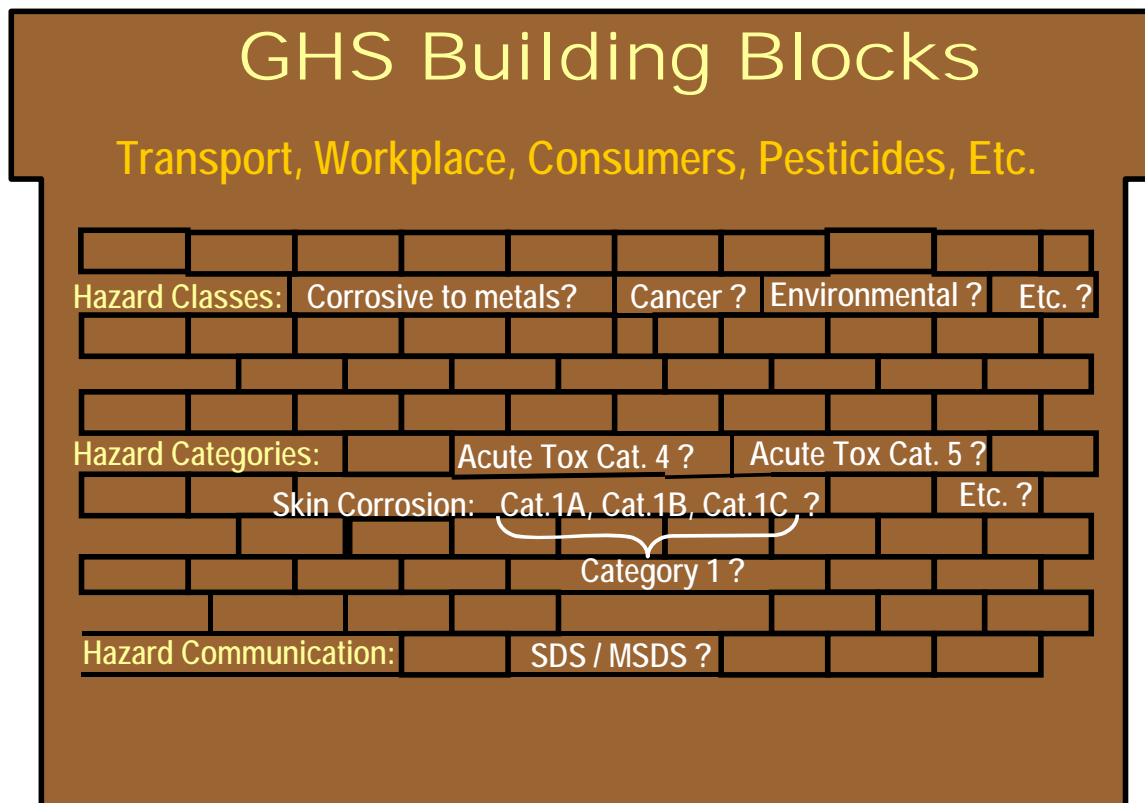 GHS Building Blocks
Transport, Workplace, Consumers, Pesticides, Etc.
Hazard Classes: Corrosive to metals? Cancer ? Environmental ? Etc. ?
Hazard Categories: Acute Tox Cat. 4 ? Acute Tox Cat. 5 ?
Etc. ?
Skin Corrosion: Cat.1A, Cat.1B, Cat.1C ?
Category 1 ?
Hazard Communication: SDS / MSDS ?